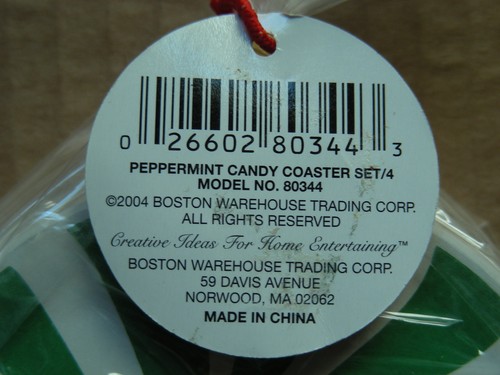 0 26602 80344 3
PEPPERMINT CANDY COASTER SET/4
MODEL NO. 80344
©2004 BOSTON WAREHOUSE TRADING CORP.
ALL RIGHTS RESERVED
Creative Ideas For Home Entertaining™
BOSTON WAREHOUSE TRADING CORP.
59 DAVIS AVENUE
NORWOOD, MA 02062
MADE IN CHINA